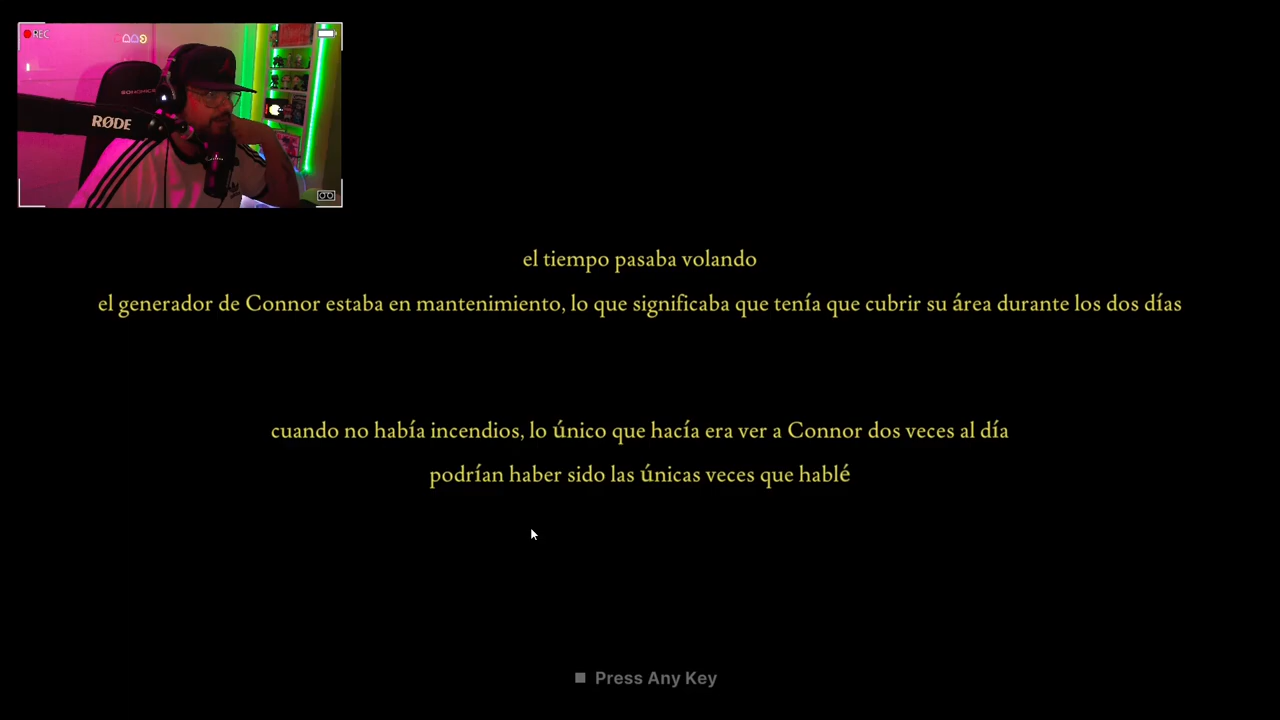 REC
BOHOMICS
RØDE
el tiempo pasaba volando
el generador de Connor estaba en mantenimiento, lo que significaba que tenía que cubrir su área durante los dos días
cuando no había incendios, lo único que hacía era ver a Connor dos veces al día
podrían haber sido las únicas veces que hablé
Press Any Key